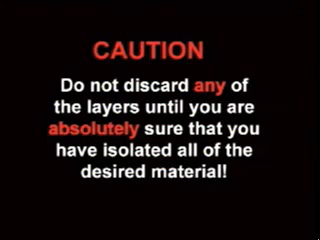 CAUTION
Do not discard any of
the layers until you are
absolutely sure that you
have isolated all of the
desired material!